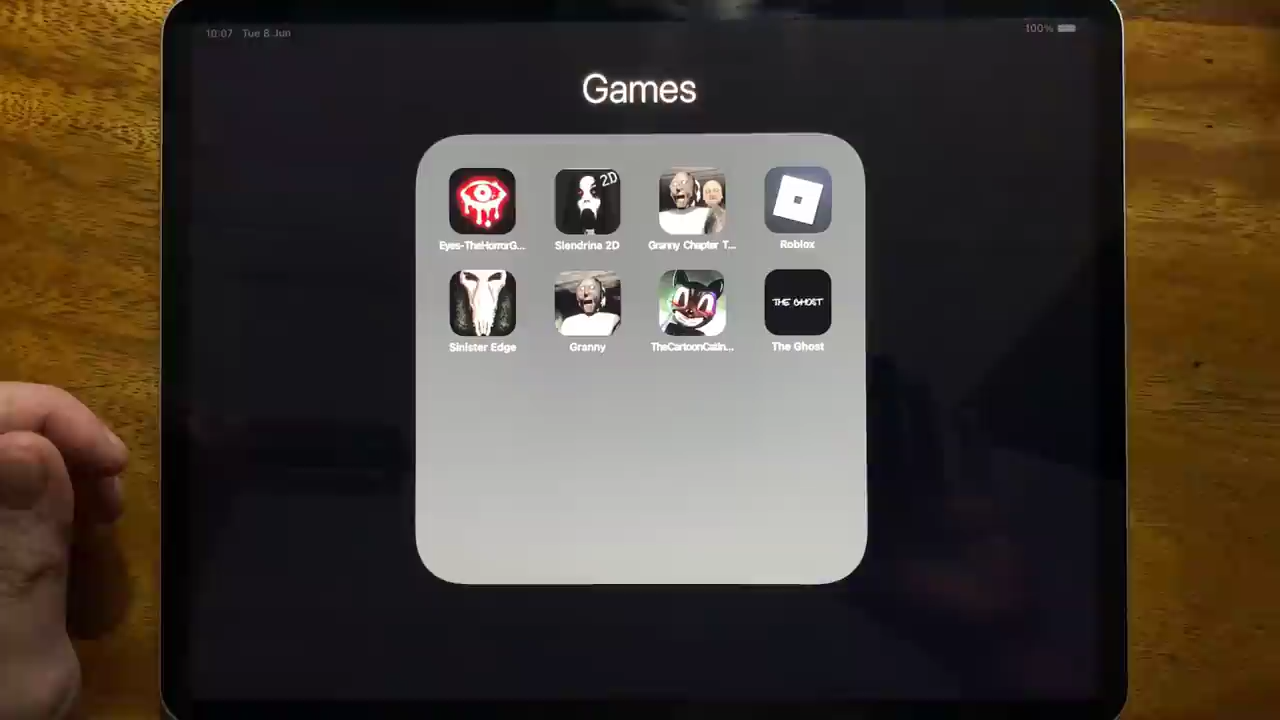 10:07 Tue 8 Jun
100%
Games
2D
Eyes-TheHorrorG...
Slendrina 2D
Granny Chapter T...
Roblox
THE GHOST
Sinister Edge
Granny
TheCartoonCatIn...
The Ghost